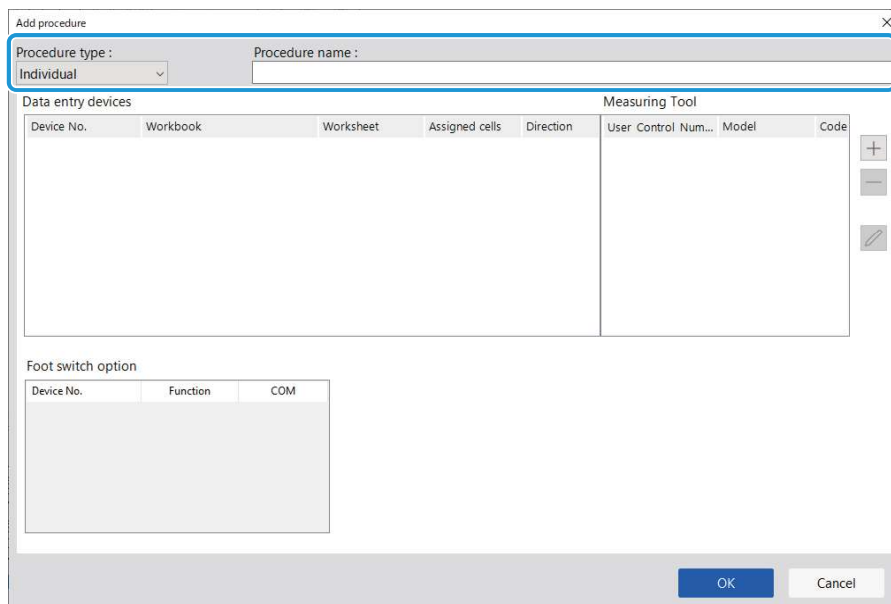 Add procedure
Procedure type :
Procedure name :
Individual
Data entry devices
Measuring Tool
Device No. Workbook Worksheet Assigned cells Direction User Control Num... Model Code
Foot switch option
Device No. Function COM
OK Cancel